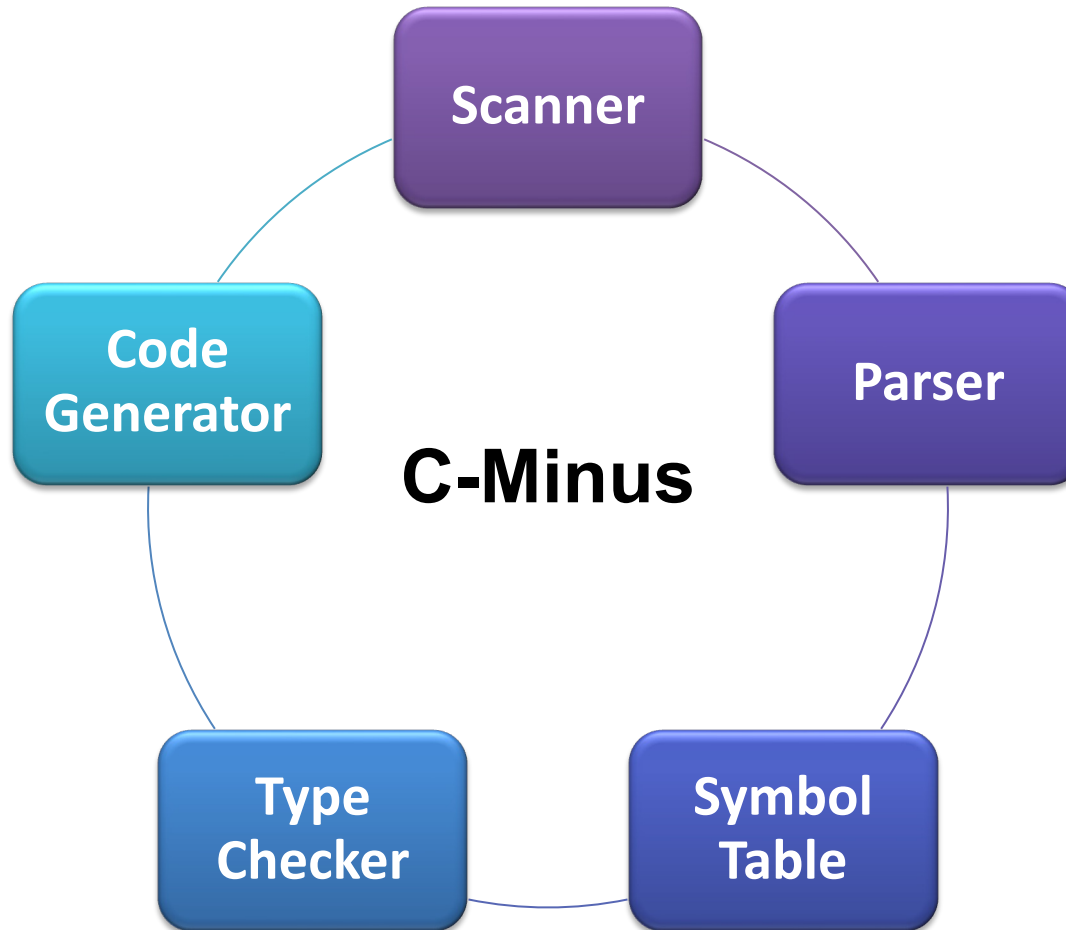 Scanner
Code
Generator
Parser
C-Minus
Type
Checker
Symbol
Table